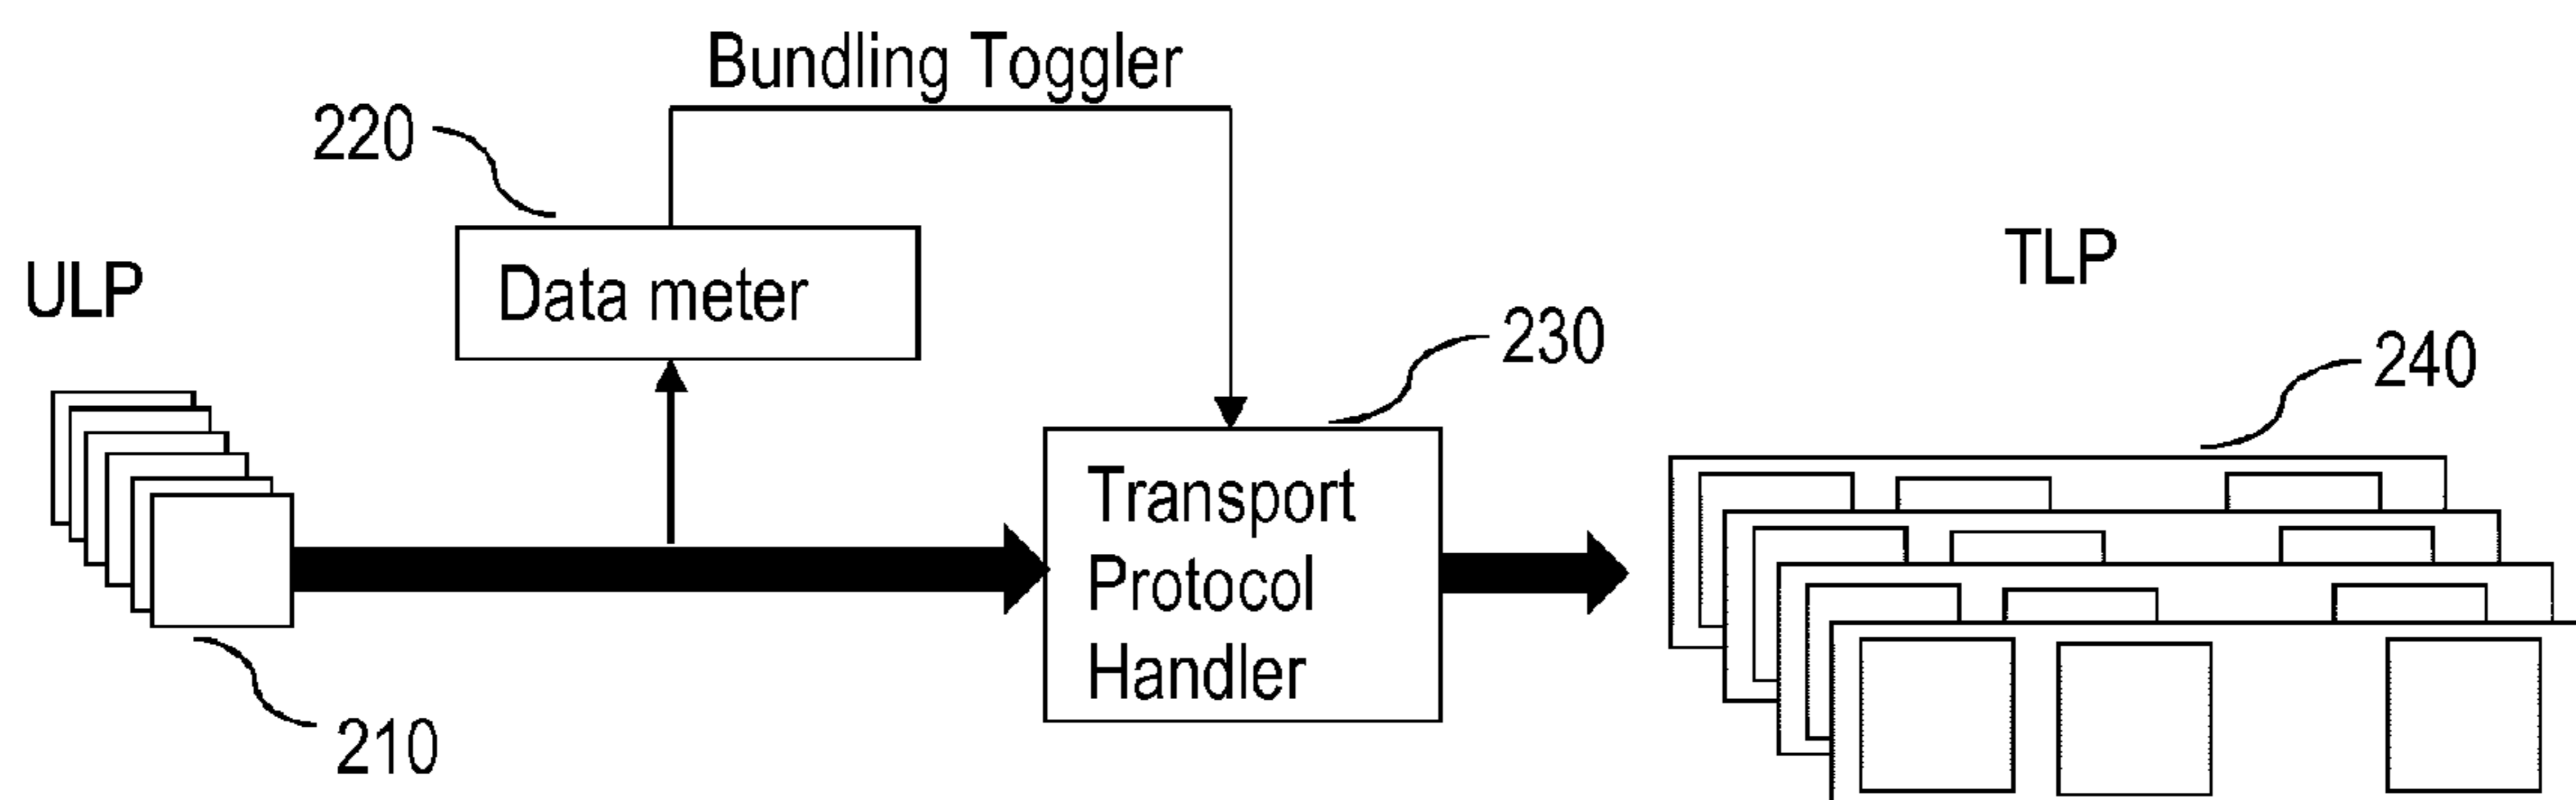 Bundling Toggler
220
ULP
Data meter
TLP
230
240
Transport
Protocol
Handler
210